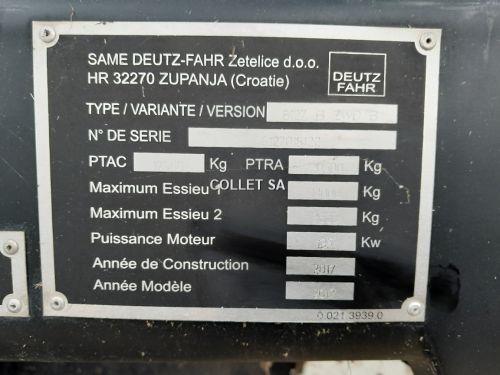 SAME DEUTZ-FAHR Zetelice d.o.o.
HR 32270 ZUPANJA (Croatie)
DEUTZ
FAHR
TYPE / VARIANTE / VERSION
N° DE SERIE
PTAC Kg PTRA Kg
Maximum Essieu 1 Kg
COLLET SA
Maximum Essieu 2 Kg
Puissance Moteur Kw
Année de Construction 2017
Année Modèle
0.021.3939.0